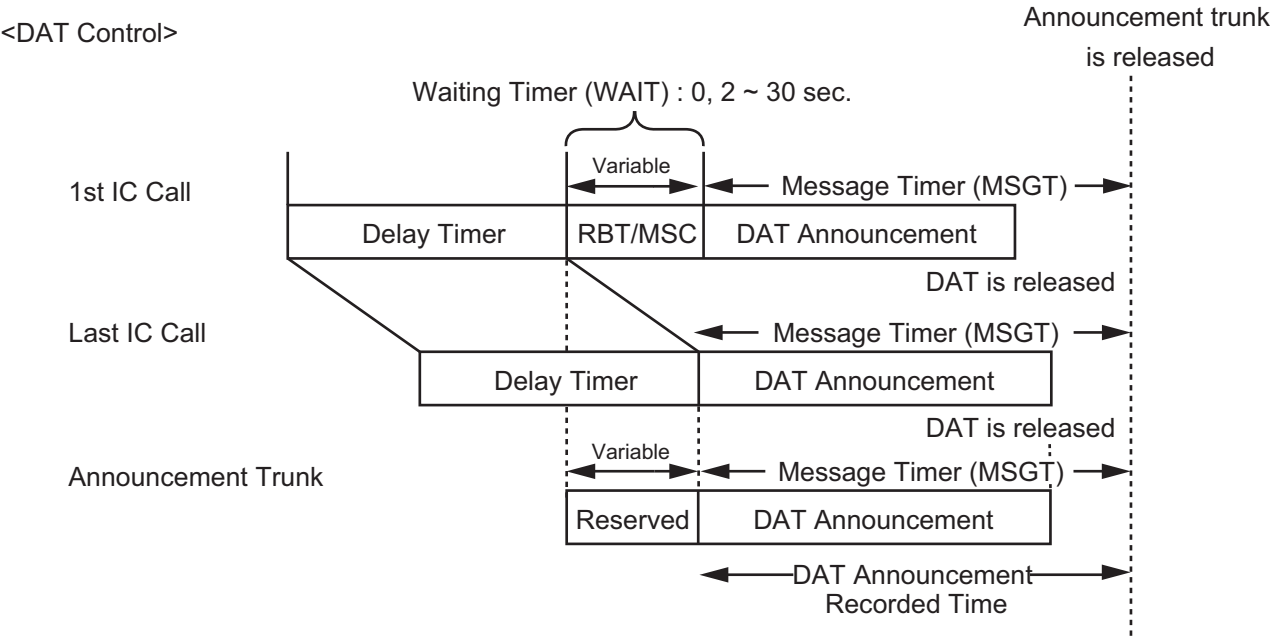 <DAT Control>
Announcement trunk
is released
Waiting Timer (WAIT) : 0, 2 ~ 30 sec.
Variable
1st IC Call
Message Timer (MSGT)
Delay Timer
RBT/MSC
DAT Announcement
DAT is released
Last IC Call
Message Timer (MSGT)
Delay Timer
DAT Announcement
DAT is released
Variable
Announcement Trunk
Message Timer (MSGT)
Reserved
DAT Announcement
DAT Announcement
Recorded Time